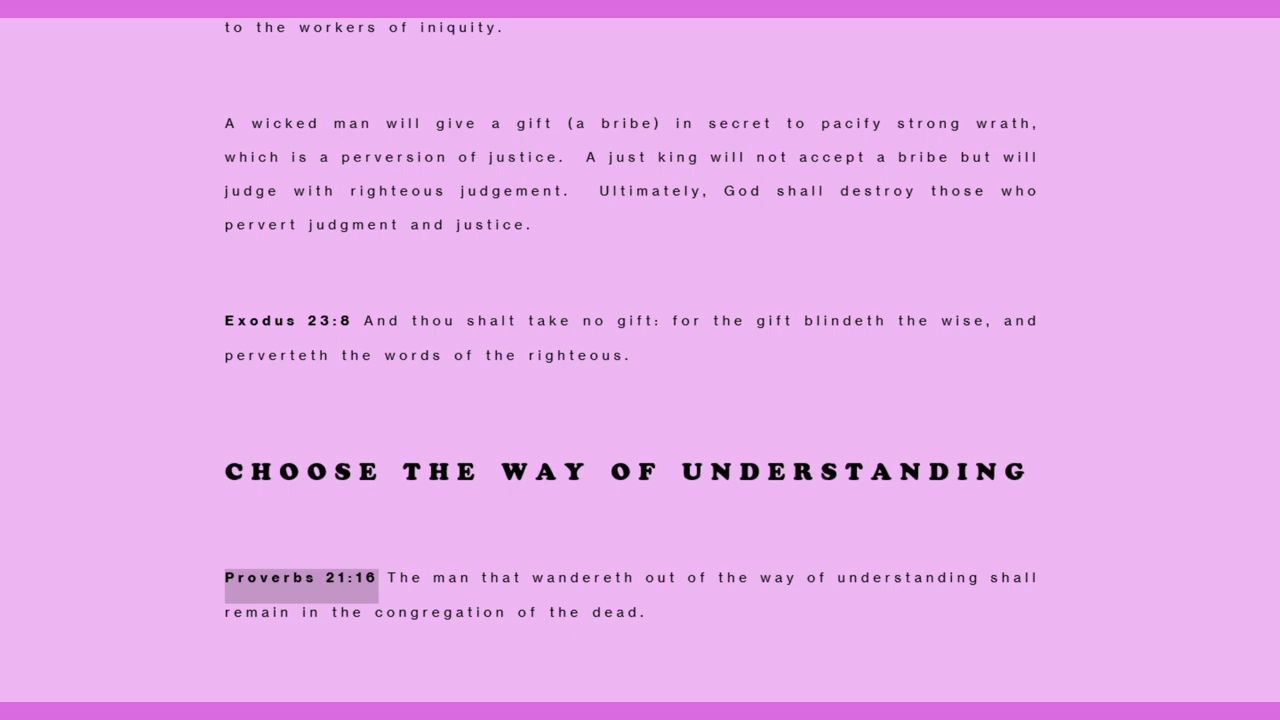 to the workers of iniquity.
A wicked man will give a gift (a bribe) in secret to pacify strong wrath,
which is a perversion of justice.  A just king will not accept a bribe but will
judge with righteous judgement.  Ultimately, God shall destroy those who
pervert judgment and justice.
Exodus 23:8 And thou shalt take no gift: for the gift blindeth the wise, and
perverteth the words of the righteous.
CHOOSE THE WAY OF UNDERSTANDING
Proverbs 21:16 The man that wandereth out of the way of understanding shall
remain in the congregation of the dead.